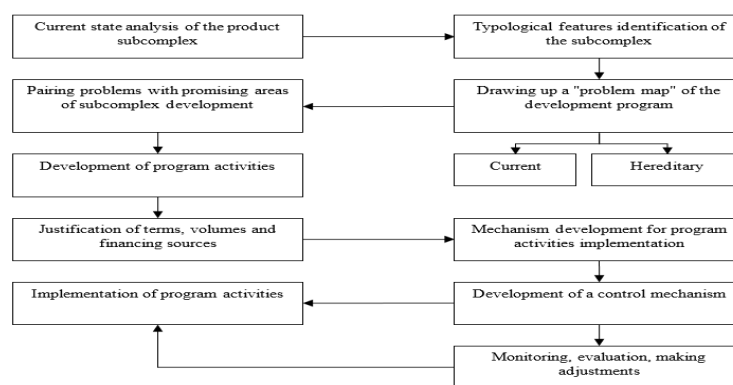 Current state analysis of the product
subcomplex
Typological features identification of
the subcomplex
Pairing problems with promising areas
of subcomplex development
Drawing up a "problem map" of the
development program
Development of program activities
Current
Hereditary
Justification of terms, volumes and
financing sources
Mechanism development for program
activities implementation
Implementation of program activities
Development of a control mechanism
Monitoring, evaluation, making
adjustments